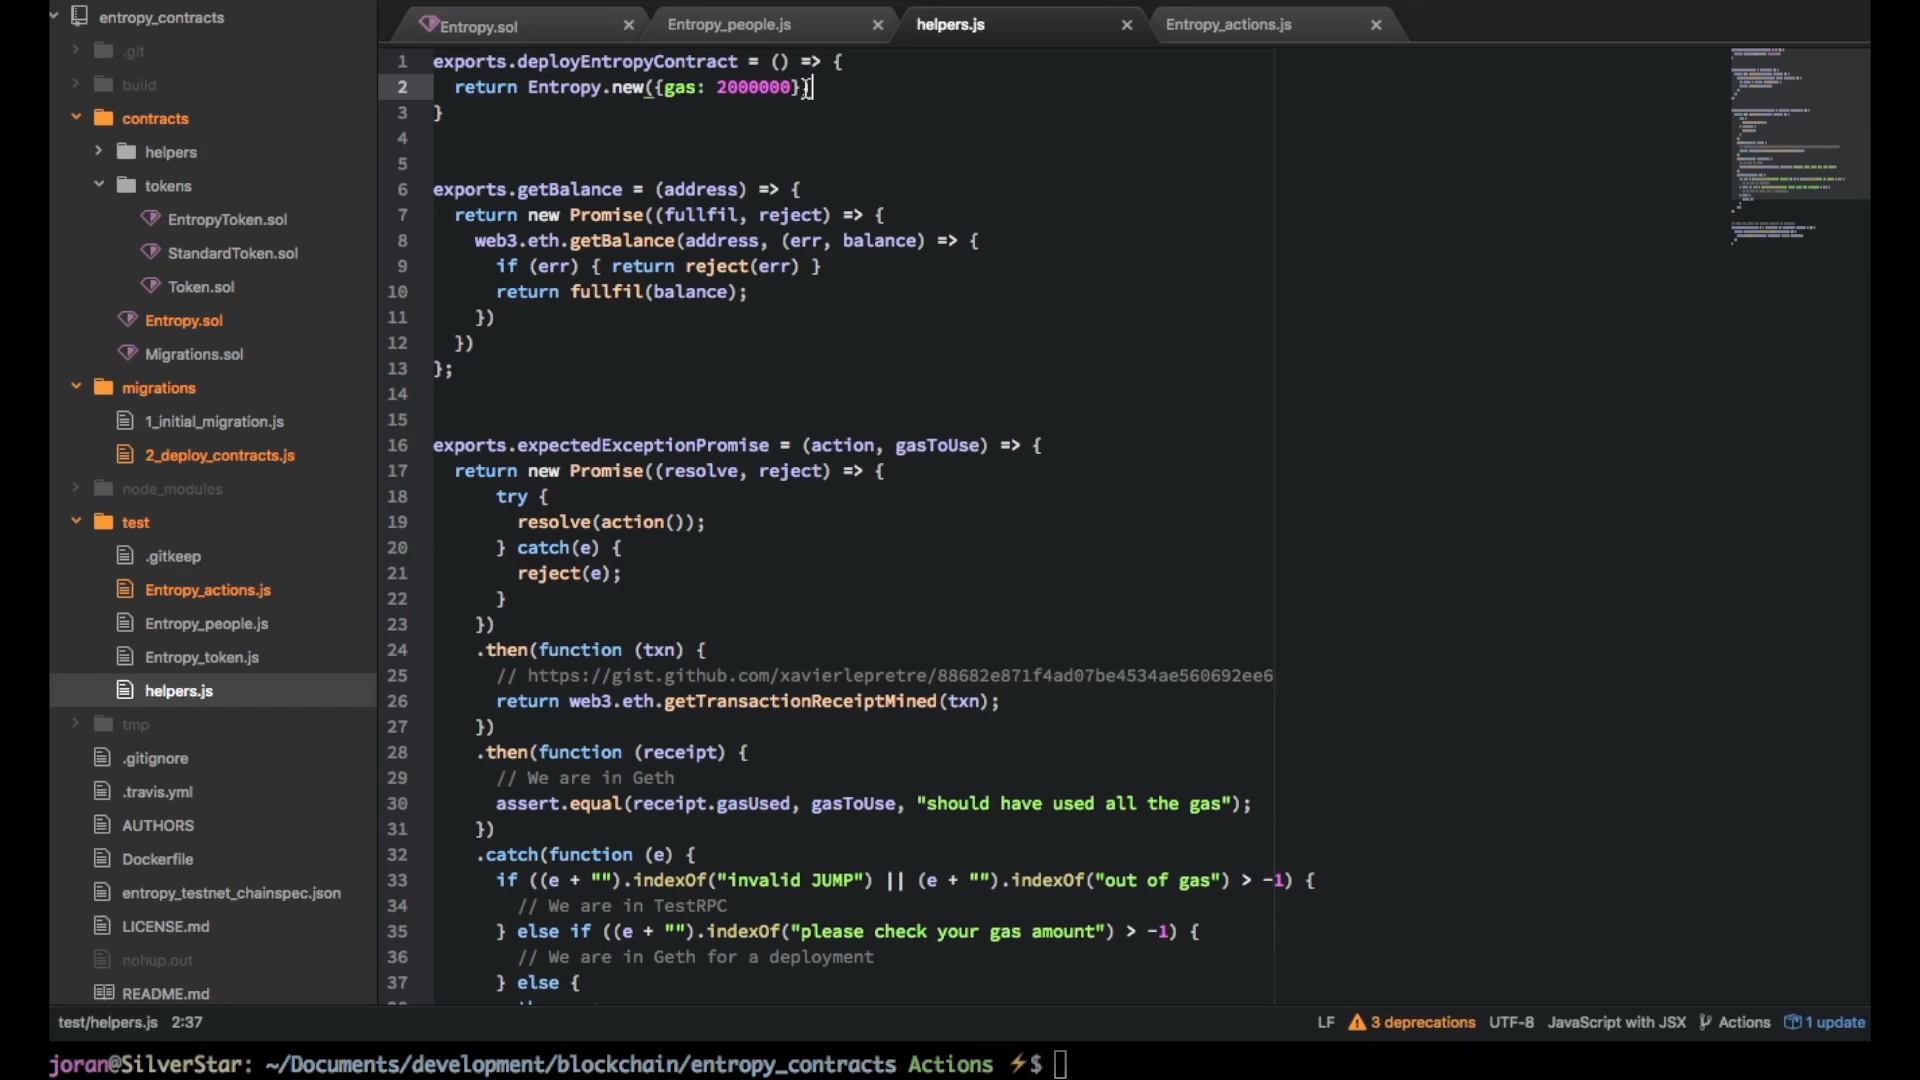 entropy_contracts
.git
build
contracts
helpers
tokens
EntropyToken.sol
StandardToken.sol
Token.sol
Entropy.sol
Migrations.sol
migrations
1_initial_migration.js
2_deploy_contracts.js
node_modules
test
.gitkeep
Entropy_actions.js
Entropy_people.js
Entropy_token.js
helpers.js
tmp
.gitignore
.travis.yml
AUTHORS
Dockerfile
entropy_testnet_chainspec.json
LICENSE.md
nohup.out
README.md
Entropy.sol
Entropy_people.js
helpers.js
Entropy_actions.js
1 exports.deployEntropyContract = () => {
2 return Entropy.new({gas: 2000000})
3 }
4
5
6 exports.getBalance = (address) => {
7 return new Promise((fullfil, reject) => {
8 web3.eth.getBalance(address, (err, balance) => {
9 if (err) { return reject(err) }
10 return fullfil(balance);
11 })
12 })
13 };
14
15
16 exports.expectedExceptionPromise = (action, gasToUse) => {
17 return new Promise((resolve, reject) => {
18 try {
19 resolve(action());
20 } catch(e) {
21 reject(e);
22 }
23 })
24 .then(function (txn) {
25 // https://gist.github.com/xavierlepretre/88682e871f4ad07be4534ae560692ee6
26 return web3.eth.getTransactionReceiptMined(txn);
27 })
28 .then(function (receipt) {
29 // We are in Geth
30 assert.equal(receipt.gasUsed, gasToUse, "should have used all the gas");
31 })
32 .catch(function (e) {
33 if ((e + "").indexOf("invalid JUMP") || (e + "").indexOf("out of gas") > -1) {
34 // We are in TestRPC
35 } else if ((e + "").indexOf("please check your gas amount") > -1) {
36 // We are in Geth for a deployment
37 } else {
test/helpers.js 2:37
LF 3 deprecations UTF-8 JavaScript with JSX Actions 1 update
joran@SilverStar: ~/Documents/development/blockchain/entropy_contracts Actions ⚡$